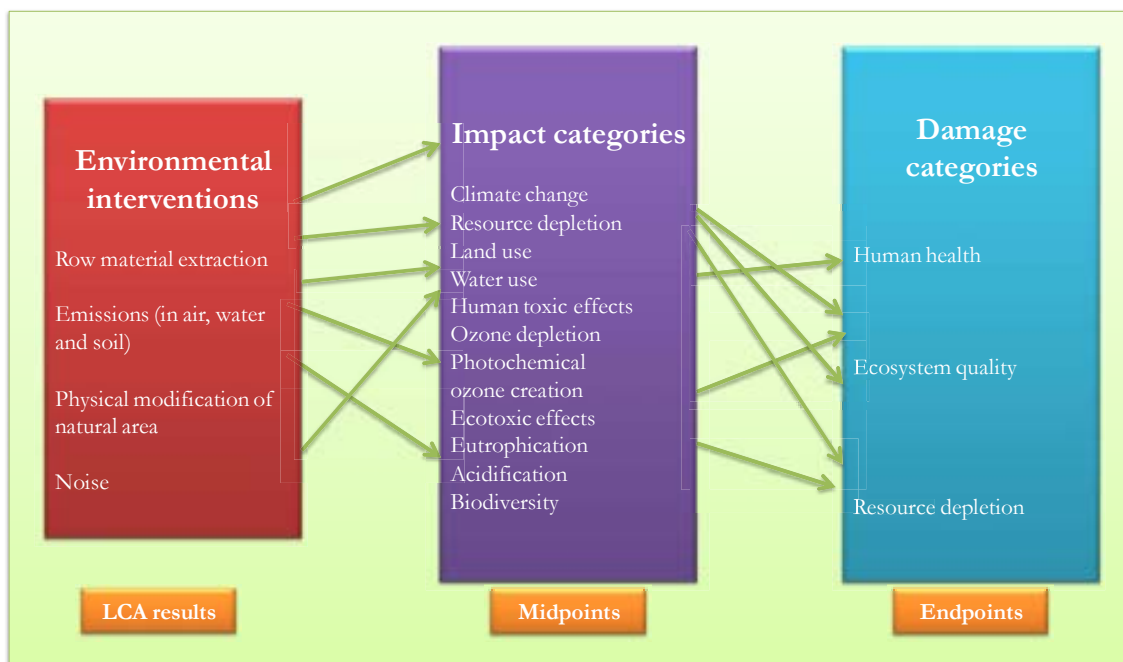 Environmental
interventions
Row material extraction
Emissions (in air, water
and soil)
Physical modification of
natural area
Noise
LCA results
Impact categories
Climate change
Resource depletion
Land use
Water use
Human toxic effects
Ozone depletion
Photochemical
ozone creation
Ecotoxic effects
Eutrophication
Acidification
Biodiversity
Midpoints
Damage
categories
Human health
Ecosystem quality
Resource depletion
Endpoints